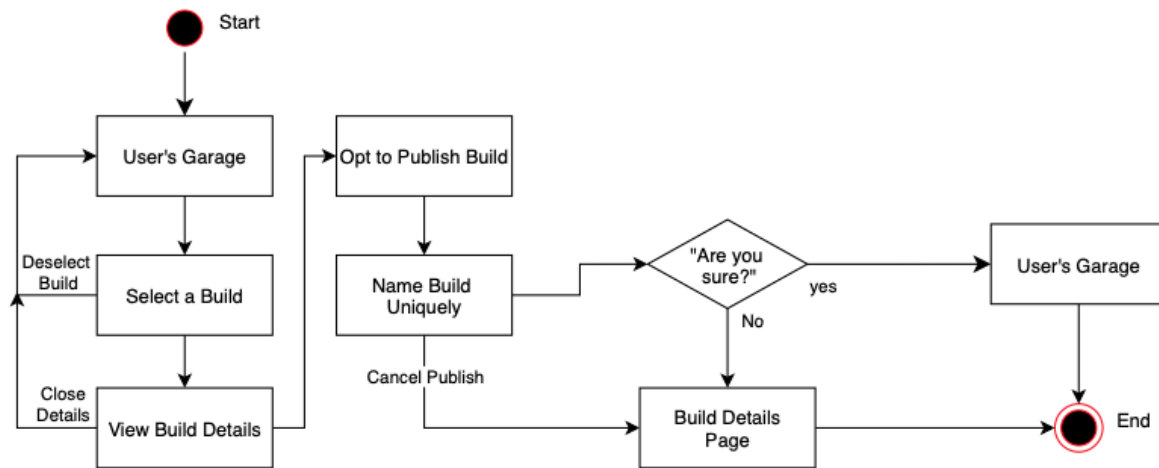 Start
User's Garage
Opt to Publish Build
Deselect
Build
Select a Build
Name Build
Uniquely
"Are you
sure?"
yes
User's Garage
No
Close
Details
View Build Details
Cancel Publish
Build Details
Page
End